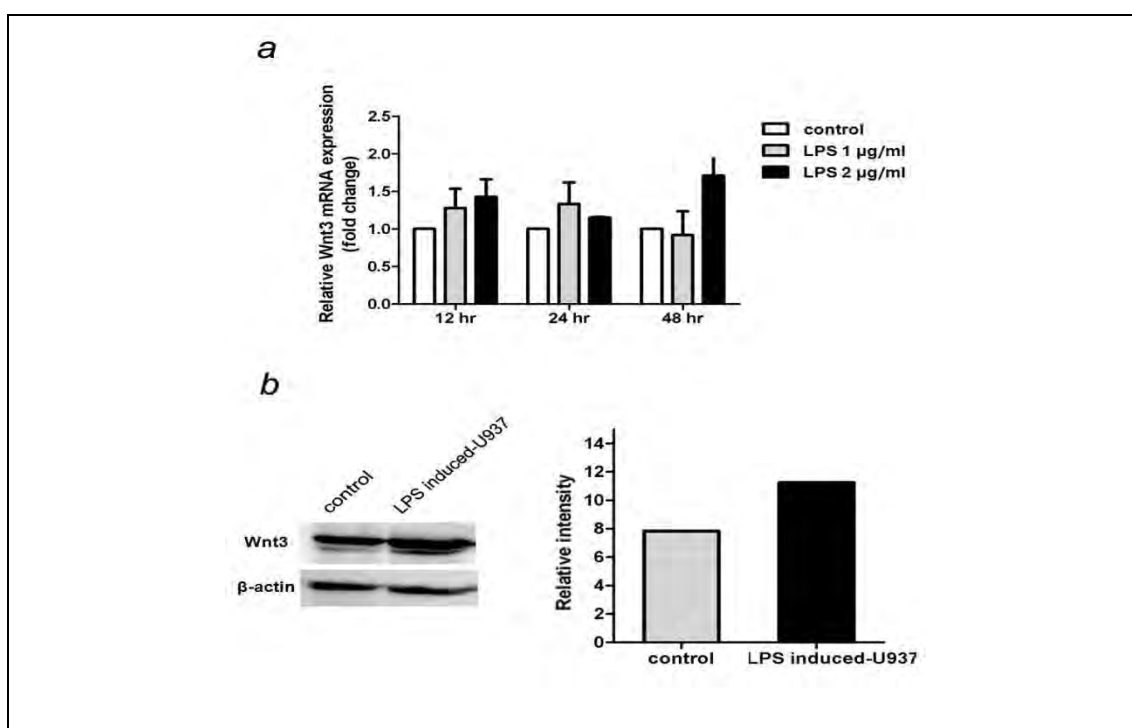 a
Relative Wnt3 mRNA expression
(fold change)
2.5
2.0
1.5
1.0
0.5
0.0
12 hr
24 hr
48 hr
control
LPS 1 µg/ml
LPS 2 µg/ml
b
control
LPS induced-U937
Wnt3
β-actin
Relative intensity
14
12
10
8
6
4
2
0
control
LPS induced-U937